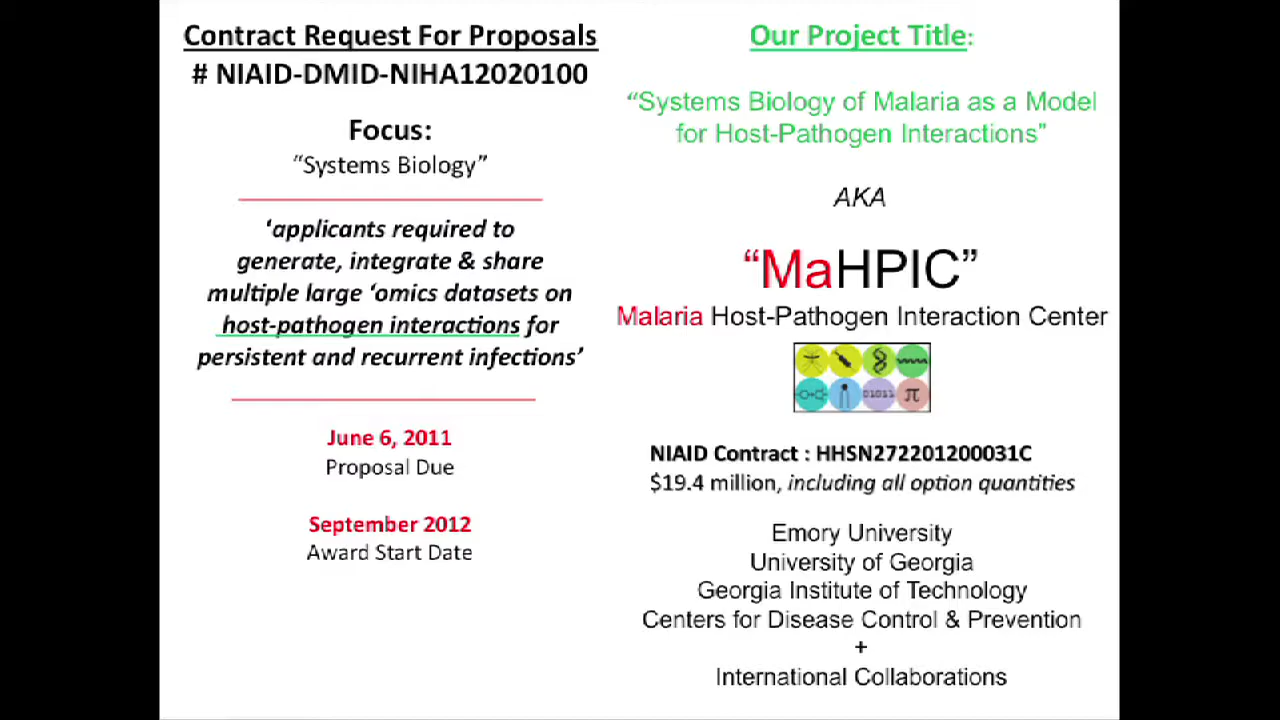 Contract Request For Proposals
# NIAID-DMID-NIHA12020100
Focus:
“Systems Biology”
‘applicants required to
generate, integrate & share
multiple large ‘omics datasets on
host-pathogen interactions for
persistent and recurrent infections’
June 6, 2011
Proposal Due
September 2012
Award Start Date
Our Project Title:
“Systems Biology of Malaria as a Model
for Host-Pathogen Interactions”
AKA
“MaHPIC”
Malaria Host-Pathogen Interaction Center
01011 π
NIAID Contract : HHSN272201200031C
$19.4 million, including all option quantities
Emory University
University of Georgia
Georgia Institute of Technology
Centers for Disease Control & Prevention
+
International Collaborations